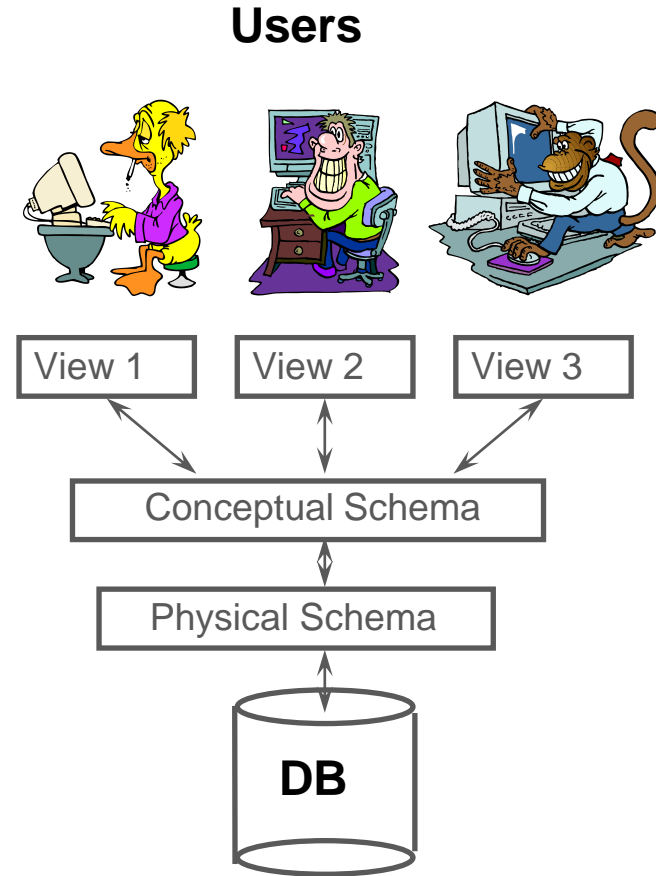 Users
View 1
View 2
View 3
Conceptual Schema
Physical Schema
DB